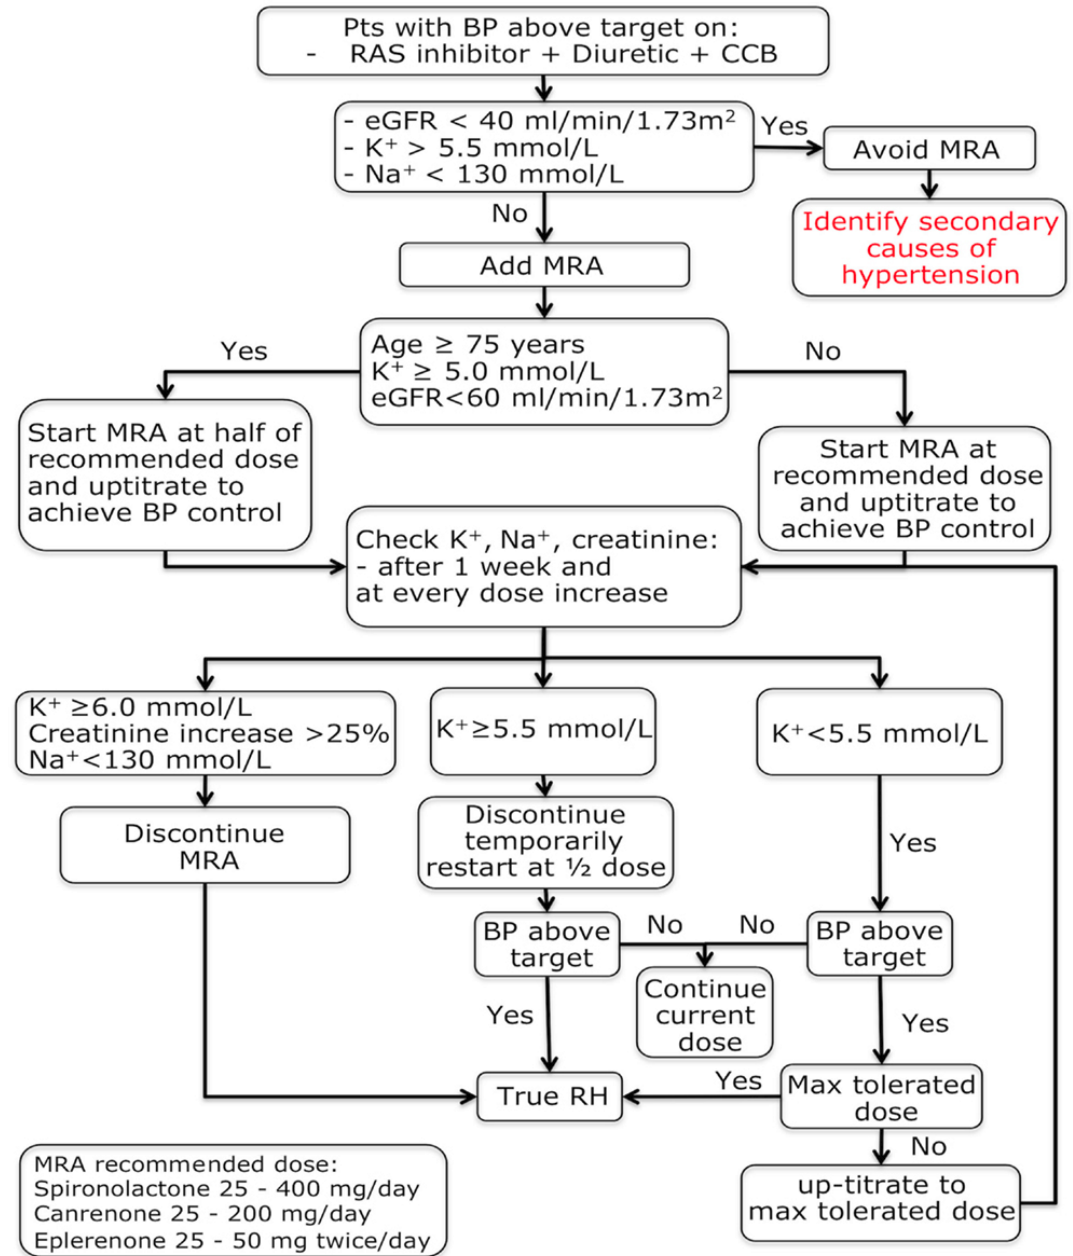 Pts with BP above target on:
- RAS inhibitor + Diuretic + CCB
- eGFR < 40 ml/min/1.73m²
- K⁺ > 5.5 mmol/L
- Na⁺ < 130 mmol/L
Yes
Avoid MRA
Identify secondary
causes of
hypertension
No
Add MRA
Age ≥ 75 years
K⁺ ≥ 5.0 mmol/L
eGFR<60 ml/min/1.73m²
Yes
No
Start MRA at half of
recommended dose
and uptitrate to
achieve BP control
Start MRA at
recommended dose
and uptitrate to
achieve BP control
Check K⁺, Na⁺, creatinine:
- after 1 week and
at every dose increase
K⁺ ≥6.0 mmol/L
Creatinine increase >25%
Na⁺<130 mmol/L
K⁺≥5.5 mmol/L
K⁺<5.5 mmol/L
Discontinue
MRA
Discontinue
temporarily
restart at ½ dose
Yes
BP above
target
No
No
BP above
target
Continue
current
dose
Yes
Yes
True RH
Yes
Max tolerated
dose
No
up-titrate to
max tolerated dose
MRA recommended dose:
Spironolactone 25 - 400 mg/day
Canrenone 25 - 200 mg/day
Eplerenone 25 - 50 mg twice/day